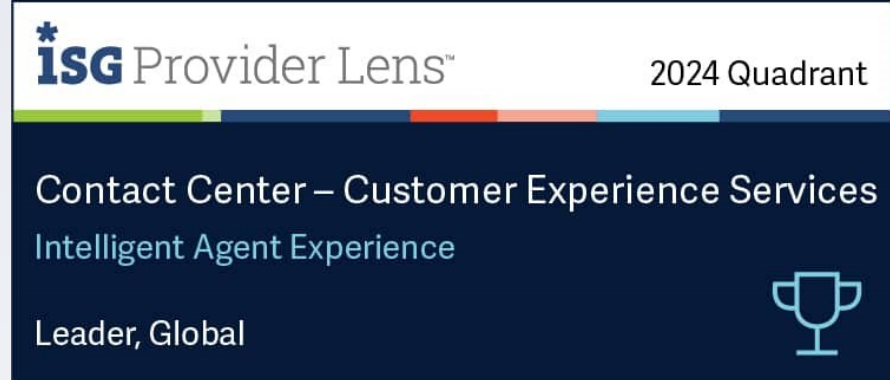 ISG Provider Lens™
2024 Quadrant
Contact Center – Customer Experience Services
Intelligent Agent Experience
Leader, Global